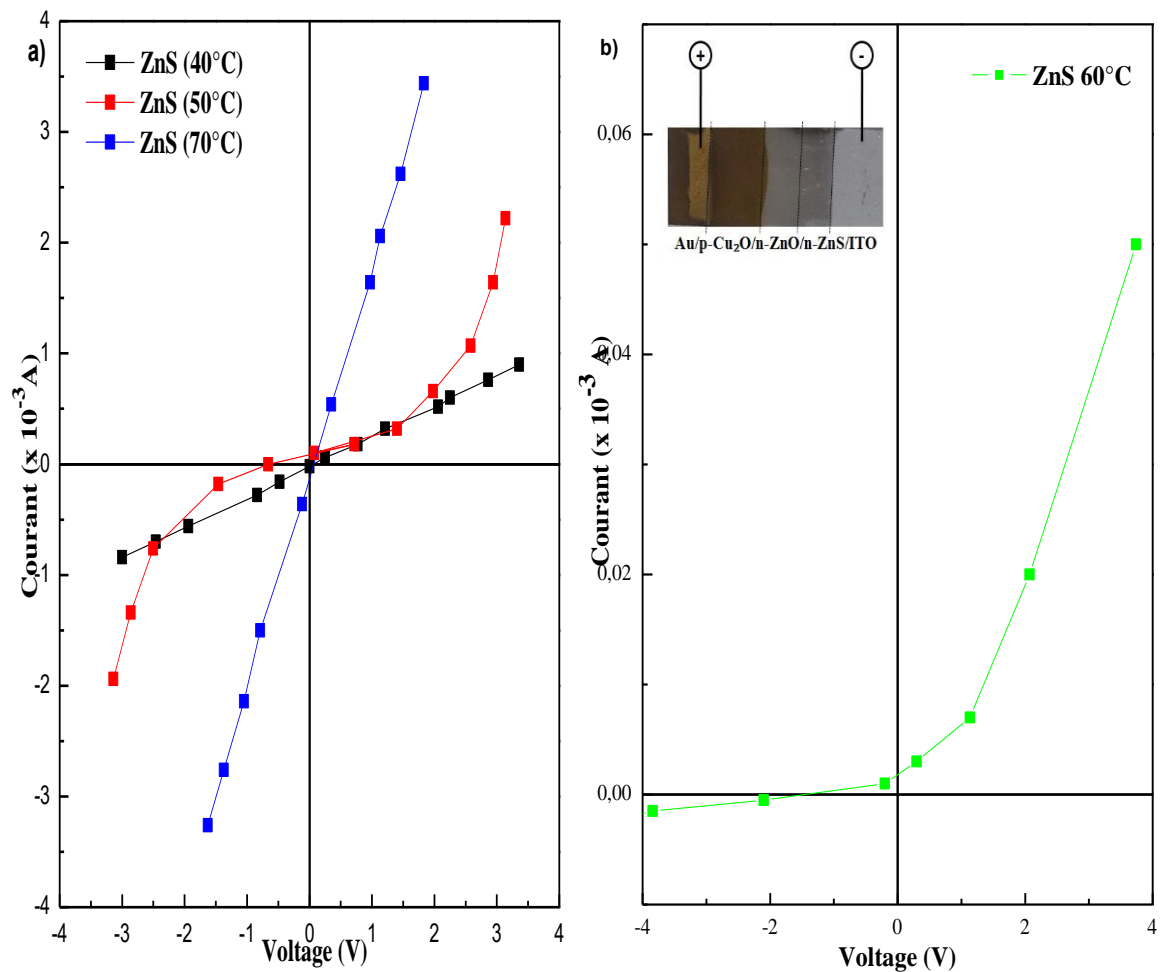 a)
ZnS (40°C)
ZnS (50°C)
ZnS (70°C)
Courant (x 10⁻³ A)
4
3
2
1
0
-1
-2
-3
-4
-4 -3 -2 -1 0 1 2 3 4
Voltage (V)
b)
+
-
ZnS 60°C
Au/p-Cu₂O/n-ZnO/n-ZnS/ITO
Courant (x 10⁻³ A)
0,06
0,04
0,02
0,00
-4 -2 0 2 4
Voltage (V)